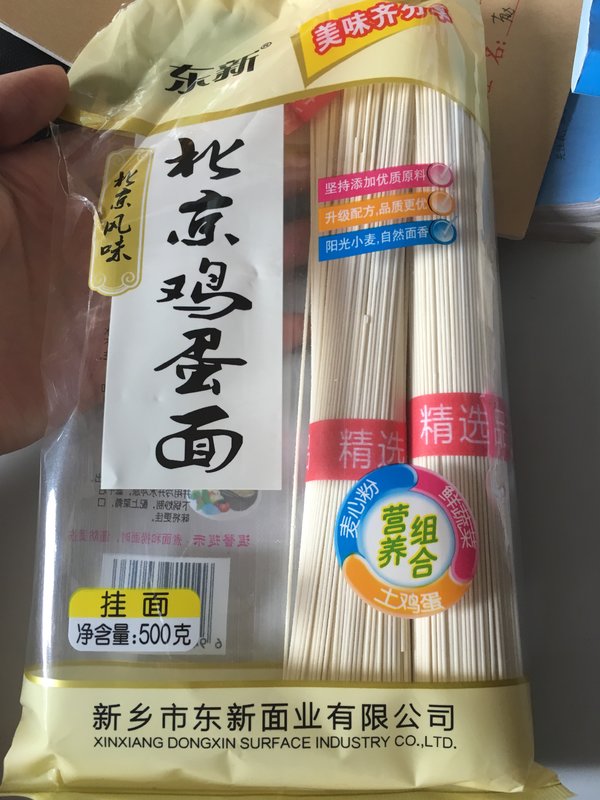 东新®
美味齐分享
北京风味
北京鸡蛋面
坚持添加优质原料
升级配方,品质更优
阳光小麦,自然面香
精选
精选
麦心粉
鲜蔬菜
土鸡蛋
营养
组合
挂面
净含量:500克
新乡市东新面业有限公司
XINXIANG DONGXIN SURFACE INDUSTRY CO.,LTD.
名: